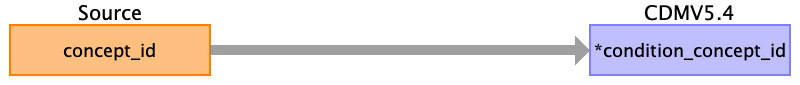 Source
CDMV5.4
concept_id
*condition_concept_id